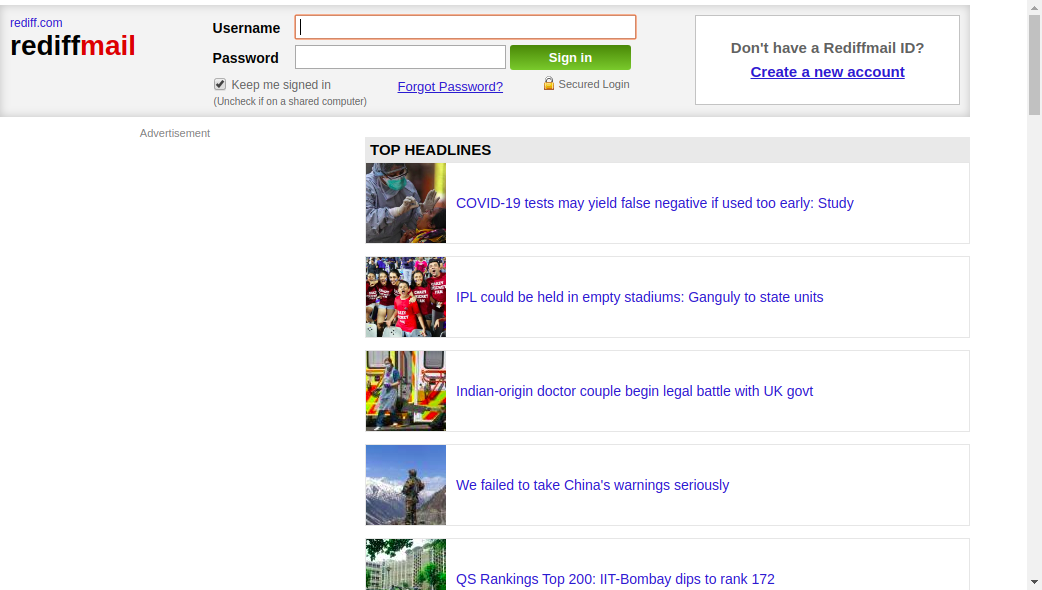 rediff.com
rediffmail
Username
Password
Sign in
Keep me signed in
(Uncheck if on a shared computer)
Forgot Password?
Secured Login
Don't have a Rediffmail ID?
Create a new account
Advertisement
TOP HEADLINES
COVID-19 tests may yield false negative if used too early: Study
IPL could be held in empty stadiums: Ganguly to state units
Indian-origin doctor couple begin legal battle with UK govt
We failed to take China's warnings seriously
QS Rankings Top 200: IIT-Bombay dips to rank 172